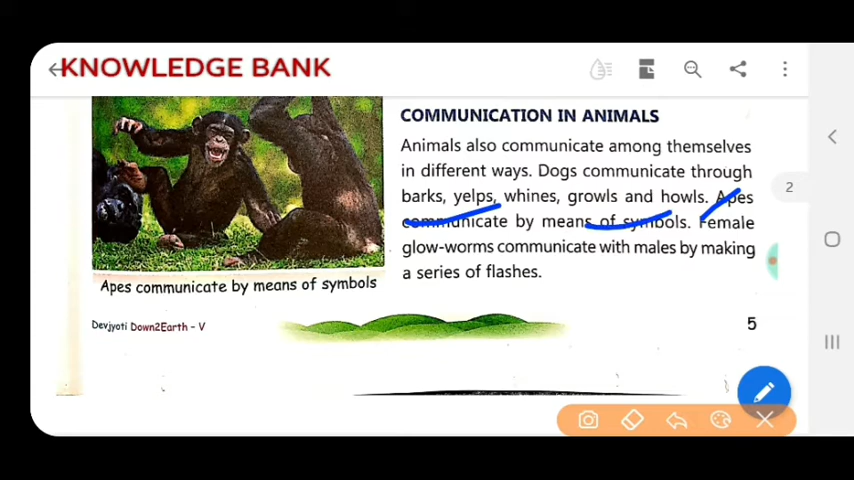 KNOWLEDGE BANK
COMMUNICATION IN ANIMALS
Animals also communicate among themselves
in different ways. Dogs communicate through
barks, yelps, whines, growls and howls. Apes
communicate by means of symbols. Female
glow-worms communicate with males by making
a series of flashes.
Apes communicate by means of symbols
Devjyoti Down2Earth - V
5
2